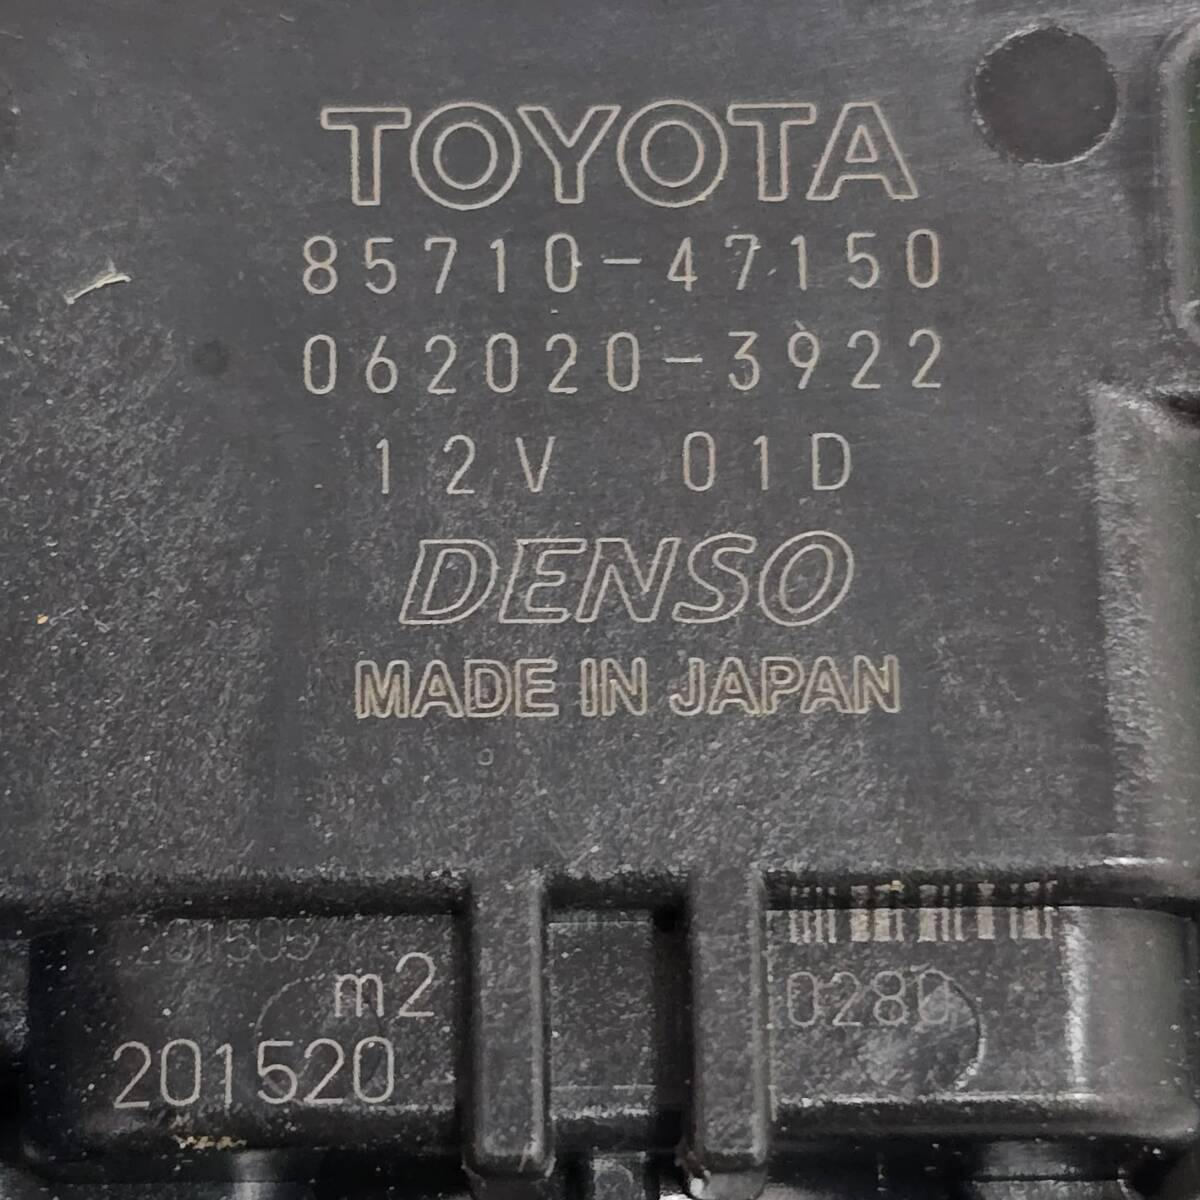 TOYOTA
85710-47150
062020-3922
12V 01D
DENSO
MADE IN JAPAN
m2
201520